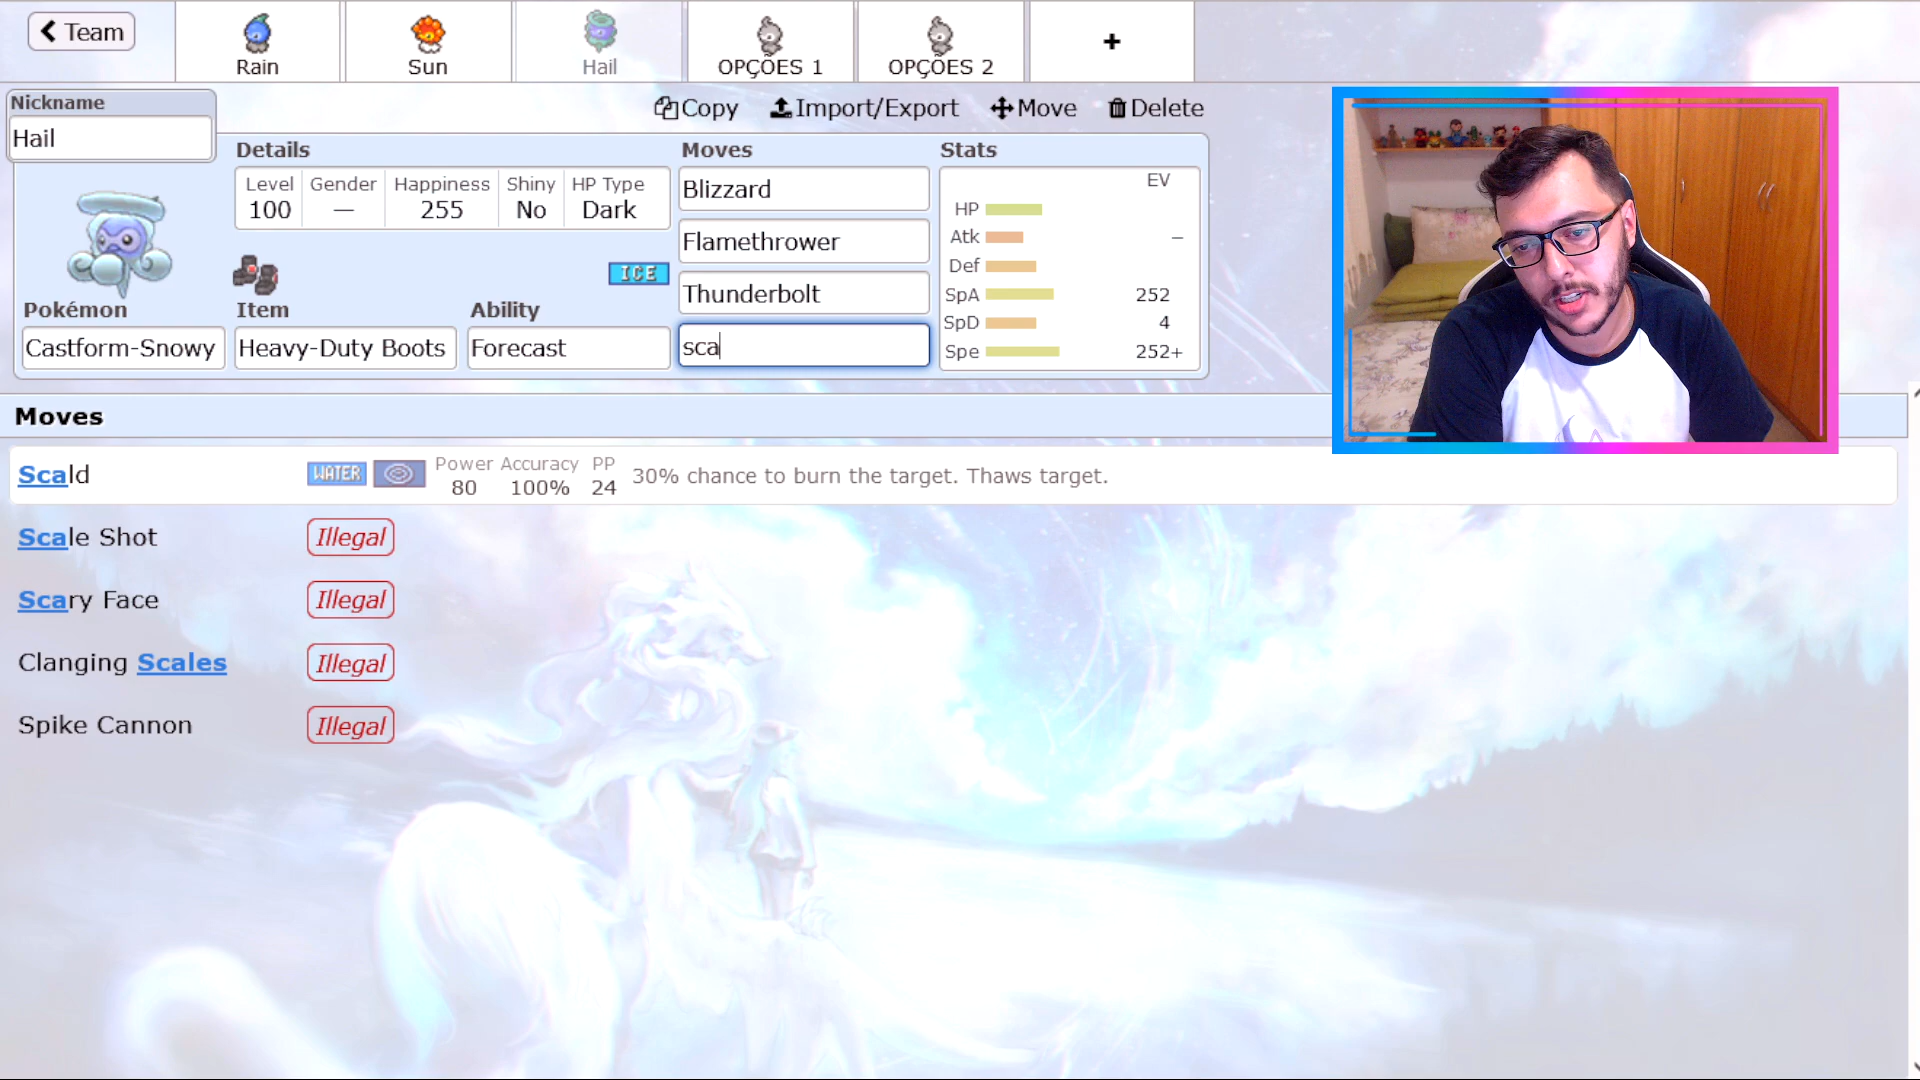 Team
Rain
Sun
Hail
OPÇÕES 1
OPÇÕES 2
+
Nickname
Hail
Copy
Import/Export
Move
Delete
Details
Moves
Stats
Level
Gender
Happiness
Shiny
HP Type
100
—
255
No
Dark
Blizzard
Flamethrower
Thunderbolt
sca
EV
HP
Atk –
Def
SpA 252
SpD 4
Spe 252+
ICE
Pokémon
Item
Ability
Castform-Snowy
Heavy-Duty Boots
Forecast
Moves
Scald WATER Power 80 Accuracy 100% PP 24 30% chance to burn the target. Thaws target.
Scale Shot Illegal
Scary Face Illegal
Clanging Scales Illegal
Spike Cannon Illegal